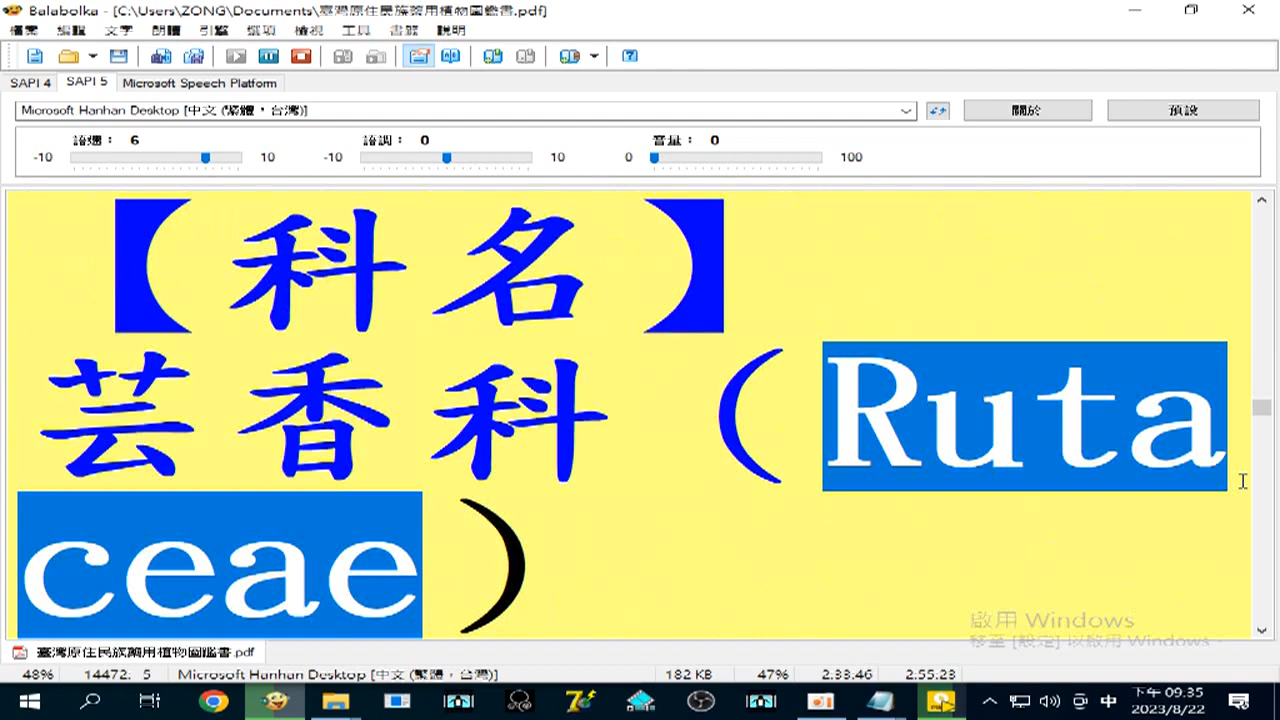 Balabolka - [C:\Users\ZONG\Documents\臺灣原住民族藥用植物圖鑑書.pdf]
檔案 編輯 文字 朗讀 引擎 選項 檢視 工具 書籤 說明
SAPI 4 SAPI 5 Microsoft Speech Platform
Microsoft Hanhan Desktop [中文 (繁體，台灣)] 關於 預設
語速： 6 語調： 0 音量： 0
-10 10 -10 10 0 100
【科名】
芸香科（Ruta
ceae）
啟用 Windows
移至 [設定] 以啟用 Windows。
臺灣原住民族藥用植物圖鑑書.pdf
48% 14472: 5 Microsoft Hanhan Desktop [中文 (繁體，台灣)] 182 KB 47% 2:33:46 2:55:23
中 下午 09:35
2023/8/22